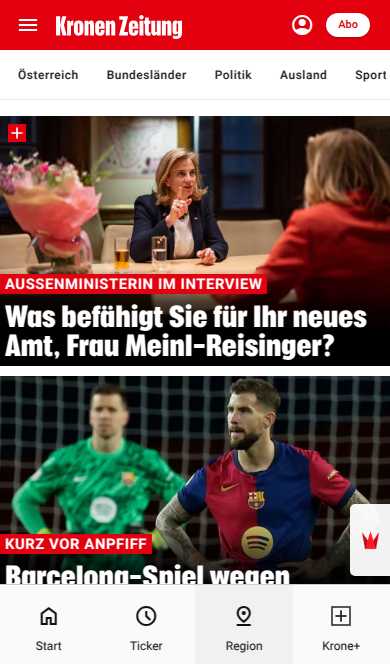 Kronen Zeitung
Abo
Österreich Bundesländer Politik Ausland Sport
AUSSENMINISTERIN IM INTERVIEW
Was befähigt Sie für Ihr neues
Amt, Frau Meinl-Reisinger?
KURZ VOR ANPFIFF
Barcelona-Spiel wegen
Start Ticker Region Krone+